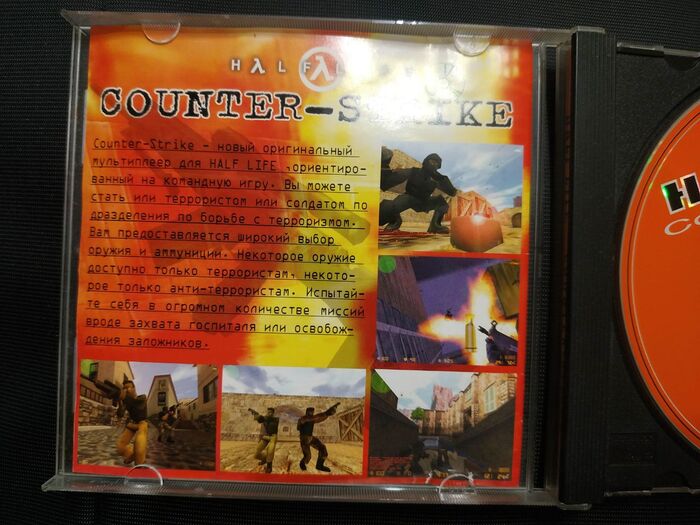 HλLF LIFE
COUNTER-STRIKE
Counter-Strike - новый оригинальный
мультиплеер для HALF LIFE ,ориентиро-
ванный на командную игру. Вы можете
стать или террористом или солдатом по
дразделения по борьбе с терроризмом.
Вам предоставляется широкий выбор
оружия и аммуниции. Некоторое оружие
доступно только террористам, некото-
рое только анти-террористам. Испытай-
те себя в огромном количестве миссий
вроде захвата госпиталя или освобож-
дения заложников.